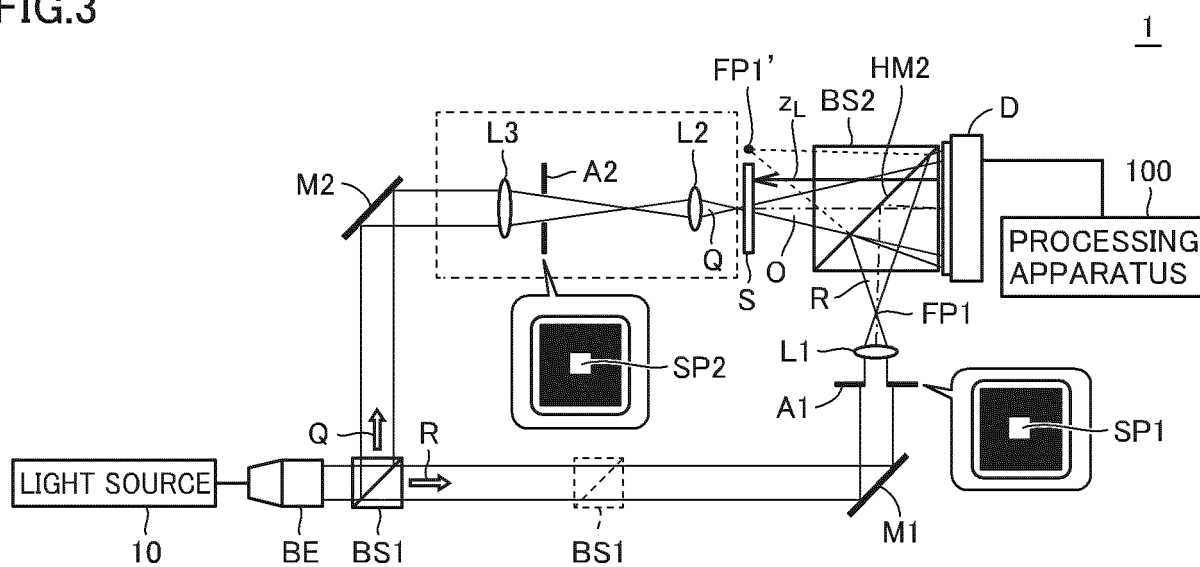 FIG.3
1
FP1’
HM2
zL
BS2
D
L3
A2
L2
M2
100
PROCESSING
APPARATUS
Q
O
S
R
FP1
L1
SP2
A1
SP1
Q
R
LIGHT SOURCE
10
BE
BS1
BS1
M1